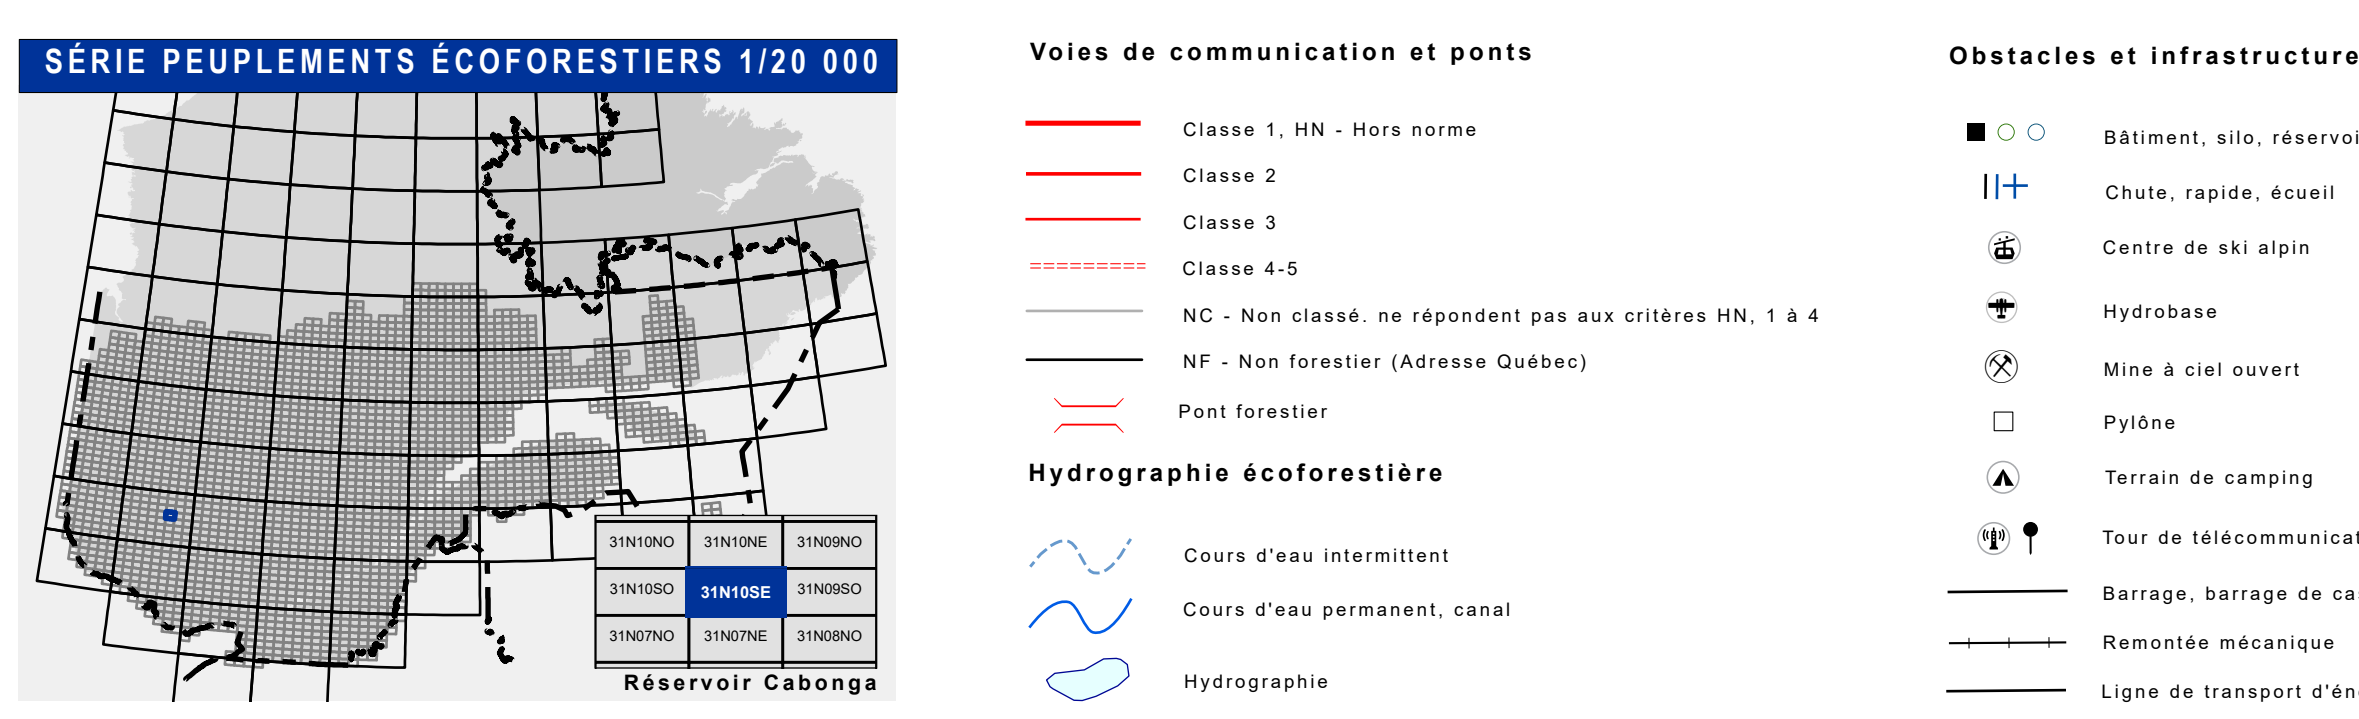 SÉRIE PEUPLEMENTS ÉCOFORESTIERS 1/20 000
31N10NO 31N10NE 31N09NO
31N10SO 31N10SE 31N09SO
31N07NO 31N07NE 31N08NO
Réservoir Cabonga
Voies de communication et ponts
Classe 1, HN - Hors norme
Classe 2
Classe 3
Classe 4-5
NC - Non classé. ne répondent pas aux critères HN, 1 à 4
NF - Non forestier (Adresse Québec)
Pont forestier
Hydrographie écoforestière
Cours d'eau intermittent
Cours d'eau permanent, canal
Hydrographie
Obstacles et infrastructure
Bâtiment, silo, réservoi
Chute, rapide, écueil
Centre de ski alpin
Hydrobase
Mine à ciel ouvert
Pylône
Terrain de camping
Tour de télécommunicat
Barrage, barrage de cas
Remontée mécanique
Ligne de transport d'éne